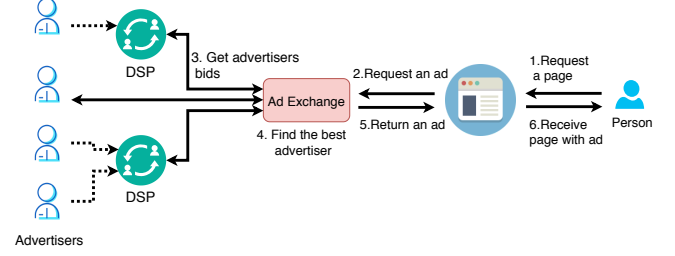 DSP
3. Get advertisers
bids
Ad Exchange
4. Find the best
advertiser
2.Request an ad
5.Return an ad
1.Request
a page
6.Receive
page with ad
Person
DSP
Advertisers